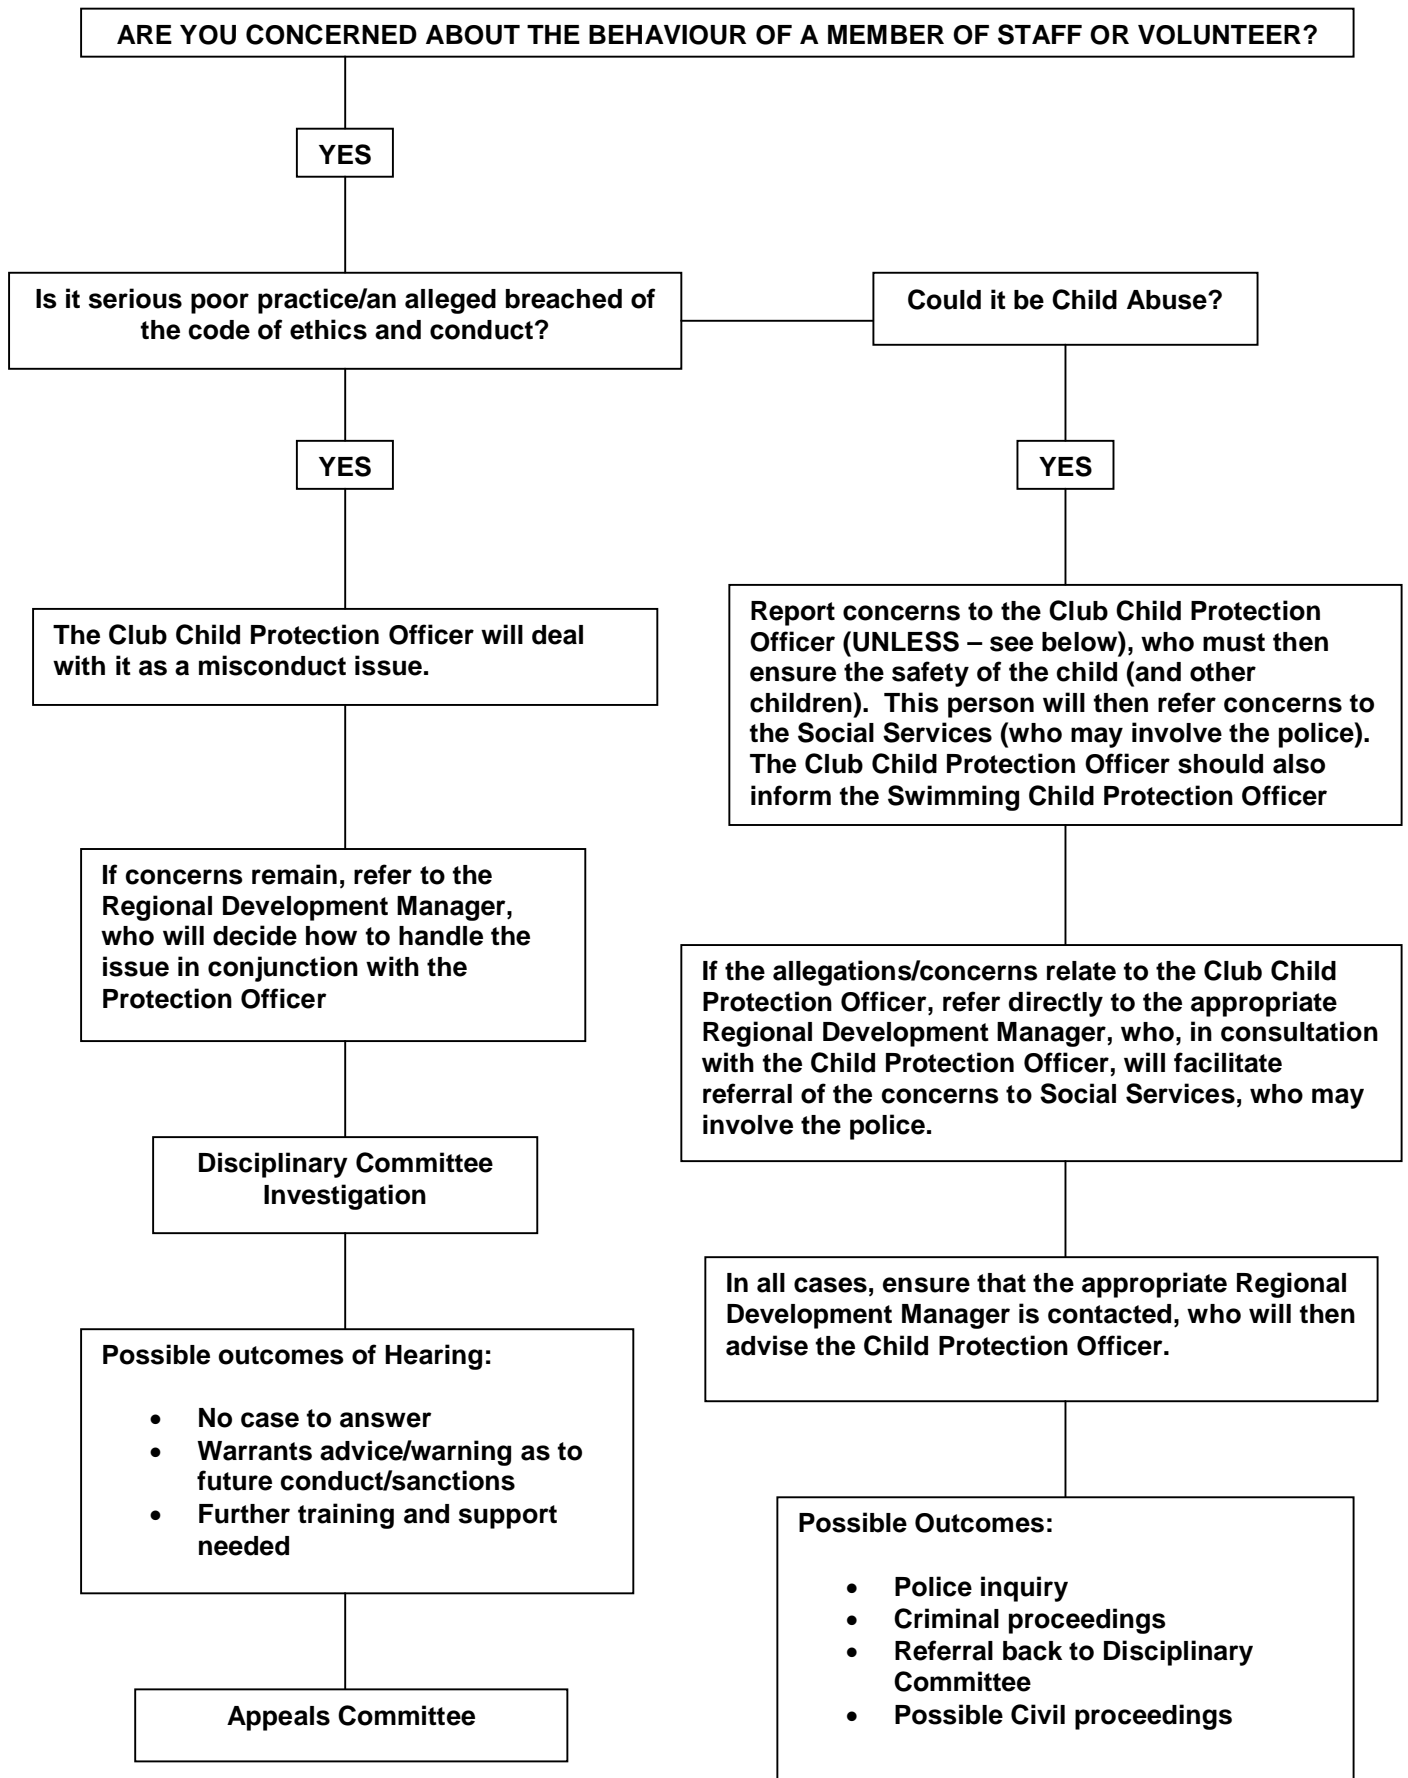 ARE YOU CONCERNED ABOUT THE BEHAVIOUR OF A MEMBER OF STAFF OR VOLUNTEER?
YES
Is it serious poor practice/an alleged breached of
the code of ethics and conduct?
Could it be Child Abuse?
YES
YES
The Club Child Protection Officer will deal
with it as a misconduct issue.
Report concerns to the Club Child Protection
Officer (UNLESS – see below), who must then
ensure the safety of the child (and other
children). This person will then refer concerns to
the Social Services (who may involve the police).
The Club Child Protection Officer should also
inform the Swimming Child Protection Officer
If concerns remain, refer to the
Regional Development Manager,
who will decide how to handle the
issue in conjunction with the
Protection Officer
If the allegations/concerns relate to the Club Child
Protection Officer, refer directly to the appropriate
Regional Development Manager, who, in consultation
with the Child Protection Officer, will facilitate
referral of the concerns to Social Services, who may
involve the police.
Disciplinary Committee
Investigation
In all cases, ensure that the appropriate Regional
Development Manager is contacted, who will then
advise the Child Protection Officer.
Possible outcomes of Hearing:
• No case to answer
• Warrants advice/warning as to
future conduct/sanctions
• Further training and support
needed
Possible Outcomes:
• Police inquiry
• Criminal proceedings
• Referral back to Disciplinary
Committee
• Possible Civil proceedings
Appeals Committee